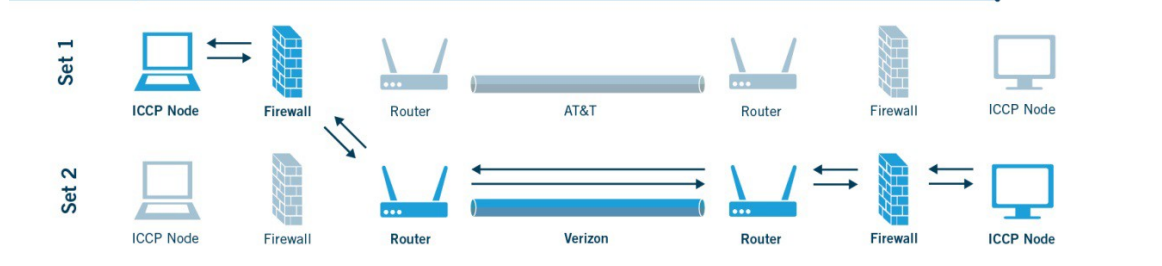 Set 1
ICCP Node Firewall Router AT&T Router Firewall ICCP Node
Set 2
ICCP Node Firewall Router Verizon Router Firewall ICCP Node